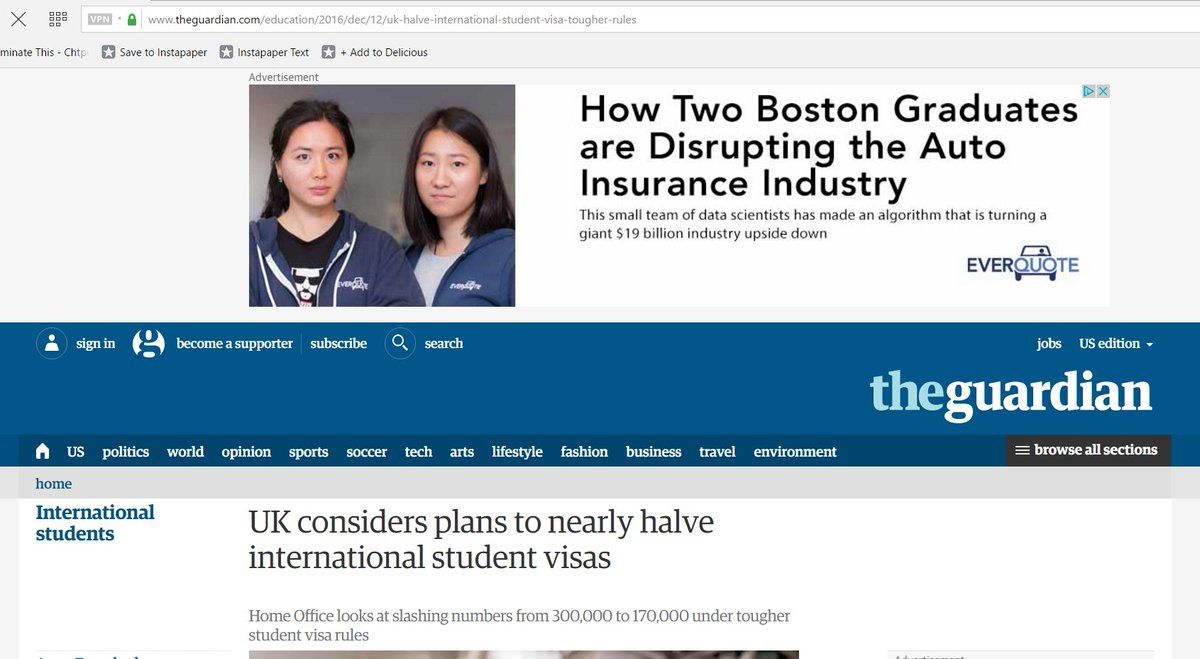 VPN
www.theguardian.com/education/2016/dec/12/uk-halve-international-student-visa-tougher-rules
minate This - Chtp
Save to Instapaper
Instapaper Text
+ Add to Delicious
Advertisement
How Two Boston Graduates
are Disrupting the Auto
Insurance Industry
This small team of data scientists has made an algorithm that is turning a
giant $19 billion industry upside down
EVERQUOTE
EVERQUOTE
EVERQUOTE
sign in
become a supporter
subscribe
search
jobs
US edition
theguardian
US politics world opinion sports soccer tech arts lifestyle fashion business travel environment
browse all sections
home
International
students
UK considers plans to nearly halve
international student visas
Home Office looks at slashing numbers from 300,000 to 170,000 under tougher
student visa rules
Advertisement